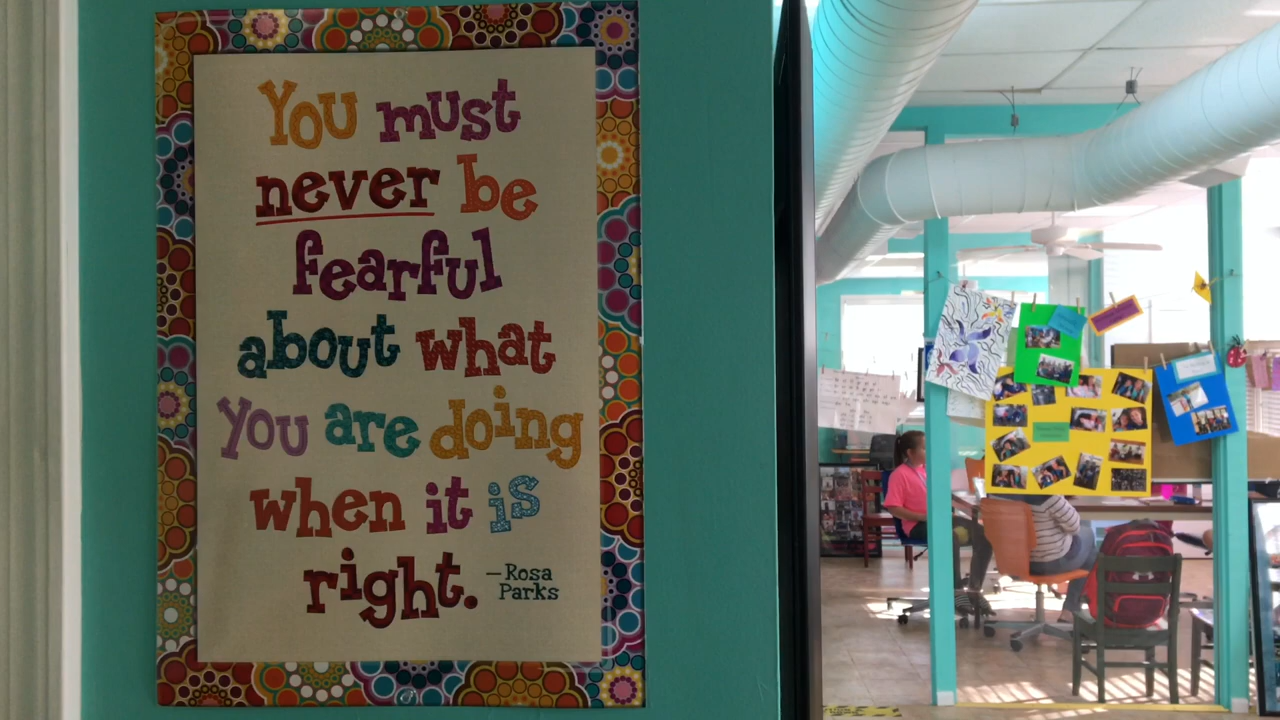 You must
never be
fearful
about what
you are doing
when it is
right.
—Rosa
Parks